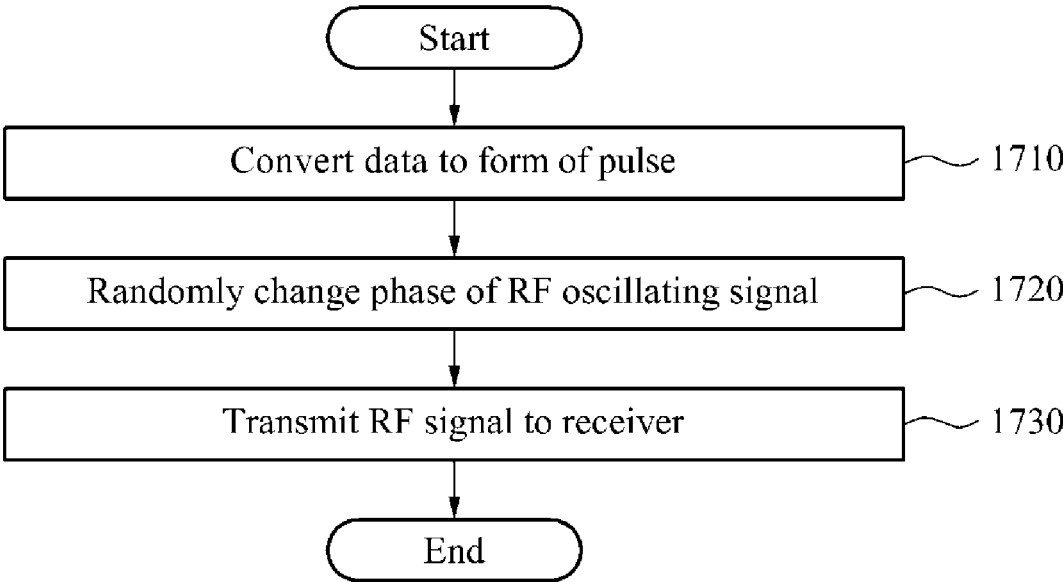 Start
Convert data to form of pulse
1710
Randomly change phase of RF oscillating signal
1720
Transmit RF signal to receiver
1730
End